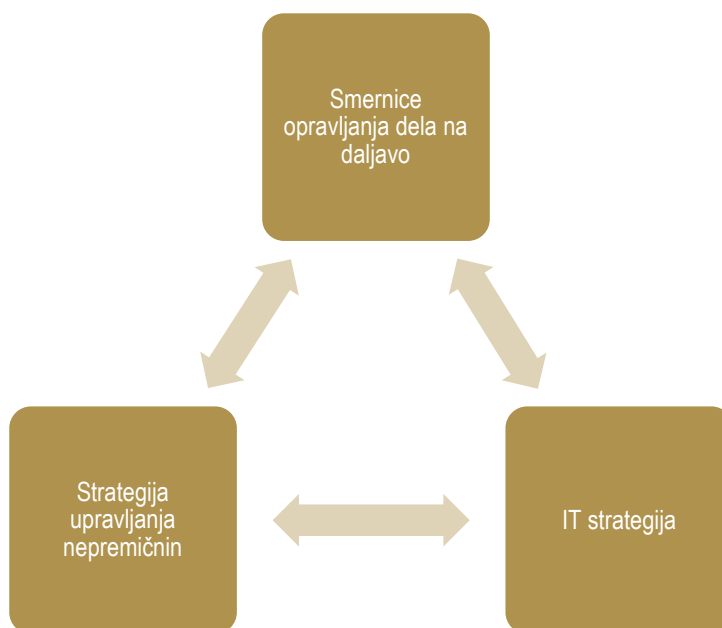 Smernice
opravljanja dela na
daljavo
Strategija
upravljanja
nepremičnin
IT strategija